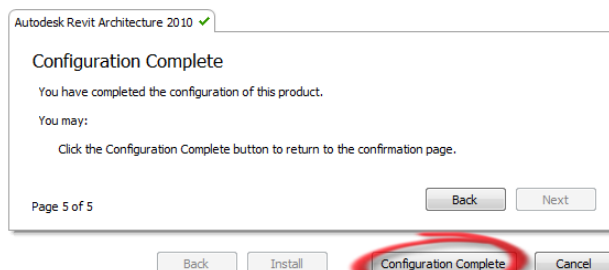 Autodesk Revit Architecture 2010
Configuration Complete
You have completed the configuration of this product.
You may:
Click the Configuration Complete button to return to the confirmation page.
Page 5 of 5
Back
Next
Back
Install
Configuration Complete
Cancel